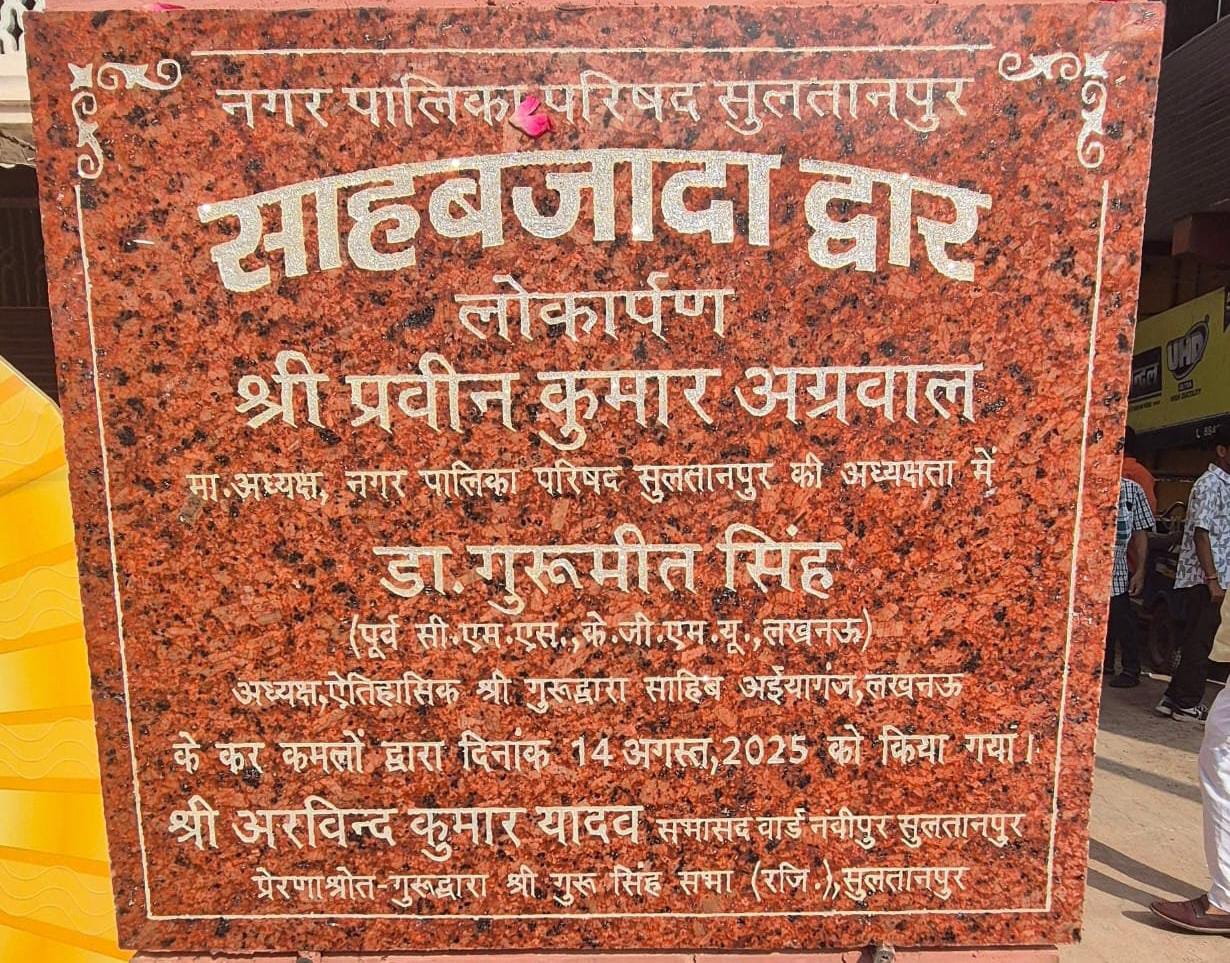 नगर पालिका परिषद सुलतानपुर
साहबजादा द्वार
लोकार्पण
श्री प्रवीन कुमार अग्रवाल
मा.अध्यक्ष, नगर पालिका परिषद सुलतानपुर की अध्यक्षता में
डा.गुरूमीत सिंह
(पूर्व सी.एम.एस.,के.जी.एम.यू.,लखनऊ)
अध्यक्ष,ऐतिहासिक श्री गुरूद्वारा साहिब अईयागंज,लखनऊ
के कर कमलों द्वारा दिनांक 14 अगस्त,2025 को किया गया।
श्री अरविन्द कुमार यादव सभासद वार्ड नवीपुर सुलतानपुर
प्रेरणाश्रोत-गुरूद्वारा श्री गुरू सिंह सभा (रजि.),सुलतानपुर
UHD